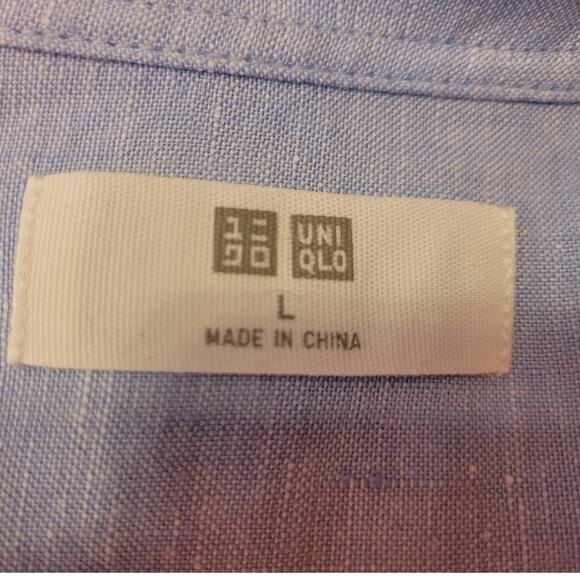 ユニ UNI
クロ QLO
L
MADE IN CHINA